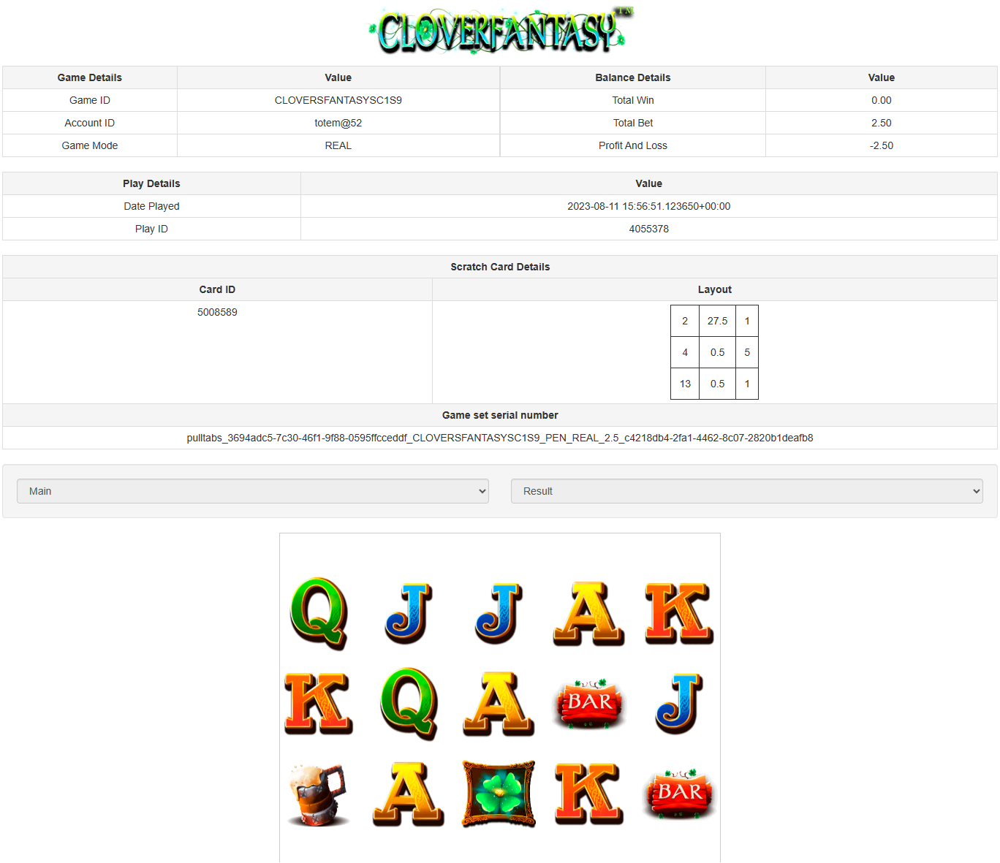 CLOVERFANTASY™
Game Details Value Balance Details Value
Game ID CLOVERSFANTASYSC1S9 Total Win 0.00
Account ID totem@52 Total Bet 2.50
Game Mode REAL Profit And Loss -2.50
Play Details Value
Date Played 2023-08-11 15:56:51.123650+00:00
Play ID 4055378
Scratch Card Details
Card ID Layout
5008589
2 27.5 1
4 0.5 5
13 0.5 1
Game set serial number
pulltabs_3694adc5-7c30-46f1-9f88-0595ffcceddf_CLOVERSFANTASYSC1S9_PEN_REAL_2.5_c4218db4-2fa1-4462-8c07-2820b1deafb8
Main Result
Q J J A K
K Q A BAR J
A K BAR